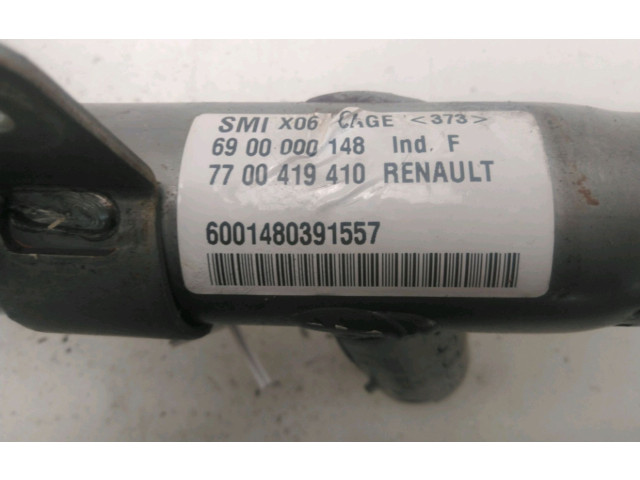 SMI X06 CAGE <373>
69 00 000 148 Ind. F
77 00 419 410 RENAULT
6001480391557